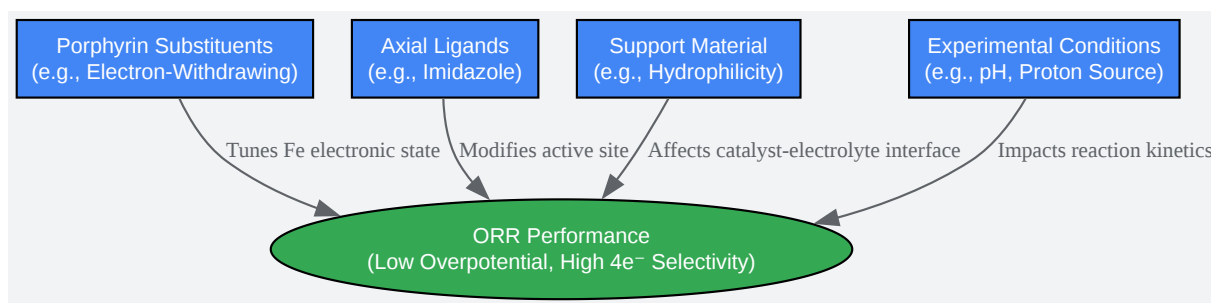 Porphyrin Substituents
(e.g., Electron-Withdrawing)
Axial Ligands
(e.g., Imidazole)
Support Material
(e.g., Hydrophilicity)
Experimental Conditions
(e.g., pH, Proton Source)
Tunes Fe electronic state
Modifies active site
Affects catalyst-electrolyte interface
Impacts reaction kinetics
ORR Performance
(Low Overpotential, High 4e⁻ Selectivity)